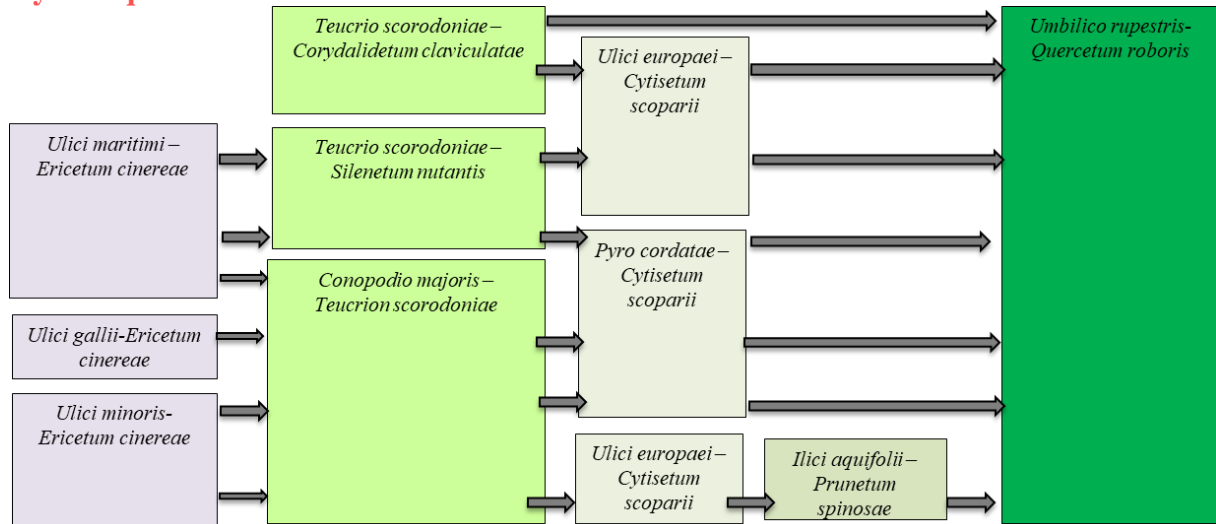 Teucrio scorodoniae –
Corydalidetum claviculatae
Umbilico rupestris-
Quercetum roboris
Ulici europaei –
Cytisetum
scoparii
Ulici maritimi –
Ericetum cinereae
Teucrio scorodoniae –
Silenetum nutantis
Pyro cordatae –
Cytisetum
scoparii
Conopodio majoris –
Teucrion scorodoniae
Ulici gallii-Ericetum
cinereae
Ulici minoris-
Ericetum cinereae
Ulici europaei –
Cytisetum
scoparii
Ilici aquifolii –
Prunetum
spinosae